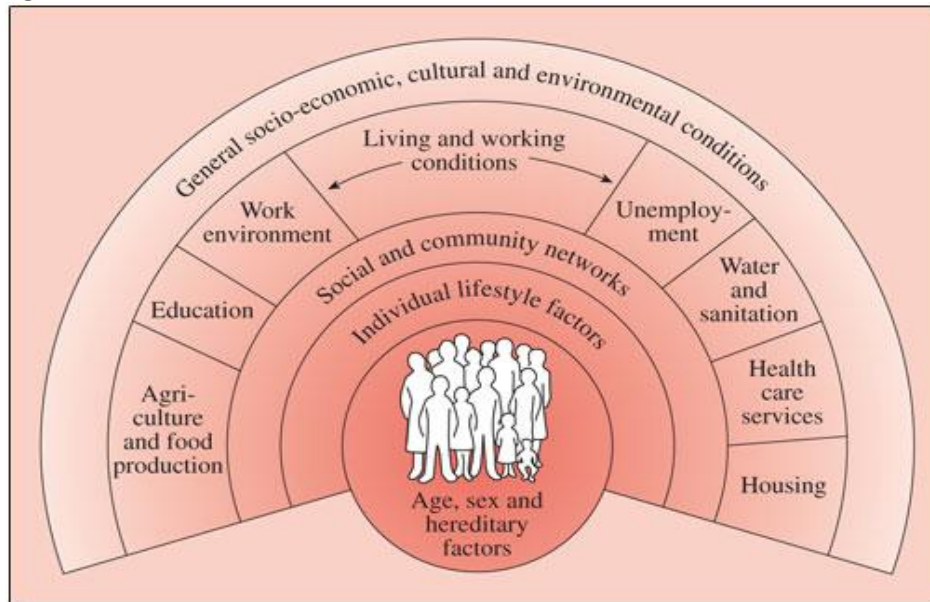 General socio-economic, cultural and environmental conditions
Living and working
conditions
Work
environment
Unemploy-
ment
Education
Water
and
sanitation
Agri-
culture
and food
production
Health
care
services
Housing
Social and community networks
Individual lifestyle factors
Age, sex and
hereditary
factors